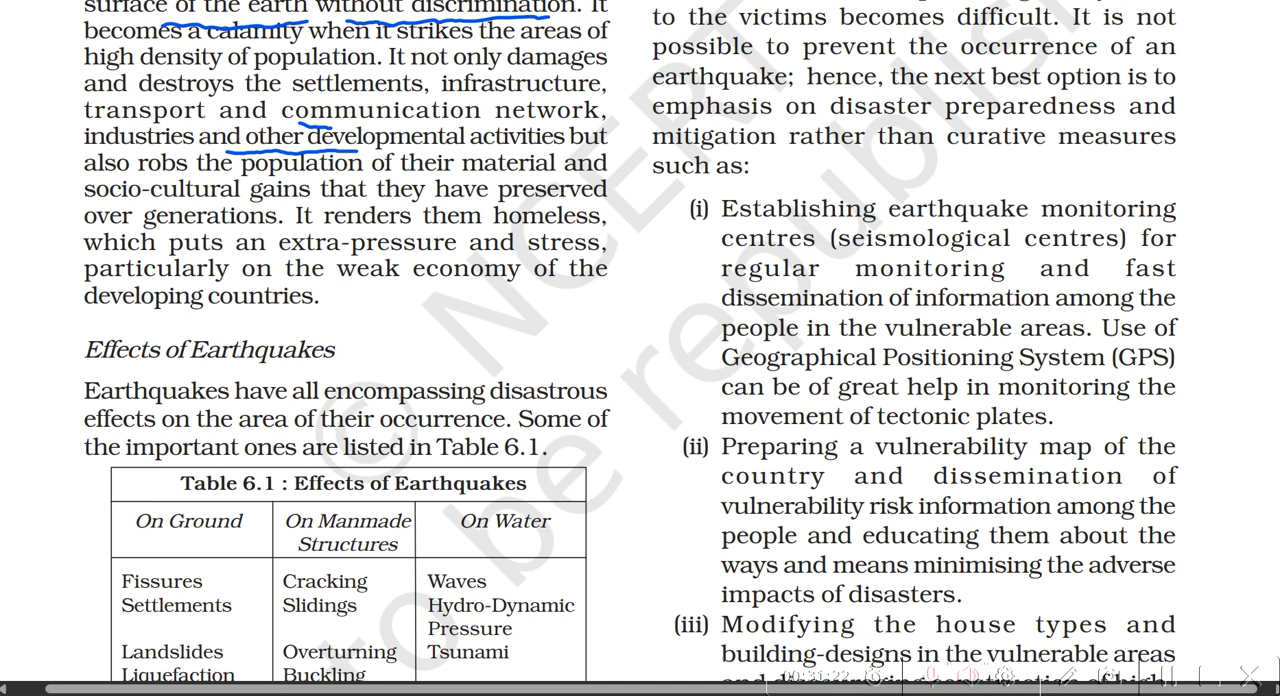 surface of the earth without discrimination. It
becomes a calamity when it strikes the areas of
high density of population. It not only damages
and destroys the settlements, infrastructure,
transport and communication network,
industries and other developmental activities but
also robs the population of their material and
socio-cultural gains that they have preserved
over generations. It renders them homeless,
which puts an extra-pressure and stress,
particularly on the weak economy of the
developing countries.
Effects of Earthquakes
Earthquakes have all encompassing disastrous
effects on the area of their occurrence. Some of
the important ones are listed in Table 6.1.
Table 6.1 : Effects of Earthquakes
On Ground On Manmade Structures On Water
Fissures Cracking Waves
Settlements Slidings Hydro-Dynamic
Pressure
Landslides Overturning Tsunami
Liquefaction Buckling
to the victims becomes difficult. It is not
possible to prevent the occurrence of an
earthquake; hence, the next best option is to
emphasis on disaster preparedness and
mitigation rather than curative measures
such as:
(i) Establishing earthquake monitoring
centres (seismological centres) for
regular monitoring and fast
dissemination of information among the
people in the vulnerable areas. Use of
Geographical Positioning System (GPS)
can be of great help in monitoring the
movement of tectonic plates.
(ii) Preparing a vulnerability map of the
country and dissemination of
vulnerability risk information among the
people and educating them about the
ways and means minimising the adverse
impacts of disasters.
(iii) Modifying the house types and
building-designs in the vulnerable areas
© NCERT
to be republish
00:31:22